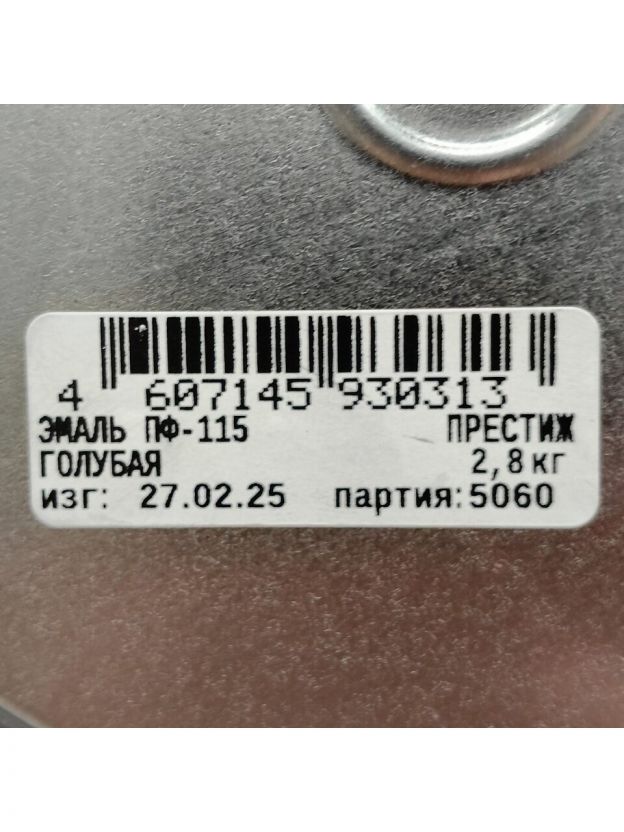 4 607145 930313
ЭМАЛЬ ПФ-115 ПРЕСТИЖ
ГОЛУБАЯ 2,8кг
изг: 27.02.25 партия:5060